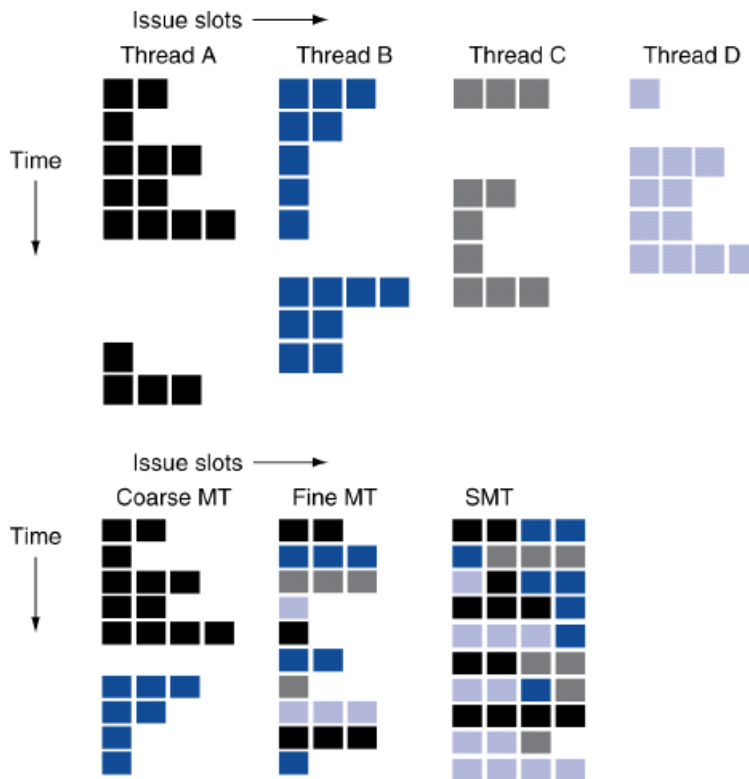 Issue slots
Thread A Thread B Thread C Thread D
Time
Issue slots
Coarse MT Fine MT SMT
Time